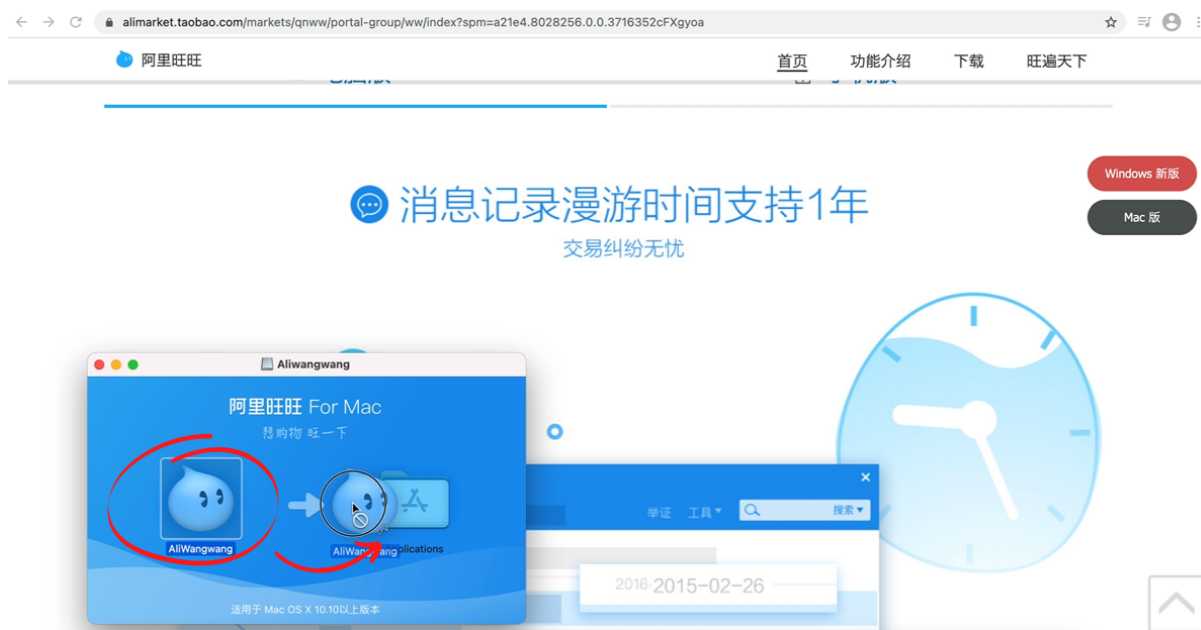 alimarket.taobao.com/markets/qnww/portal-group/ww/index?spm=a21e4.8028256.0.0.3716352cFXgyoa
阿里旺旺 首页 功能介绍 下载 旺遍天下
Windows 新版
Mac 版
消息记录漫游时间支持1年
交易纠纷无忧
Aliwangwang
阿里旺旺 For Mac
想购物 旺一下
AliWangwang AliWangwang plications
适用于 Mac OS X 10.10以上版本
举证 工具 搜索
2016 2015-02-26